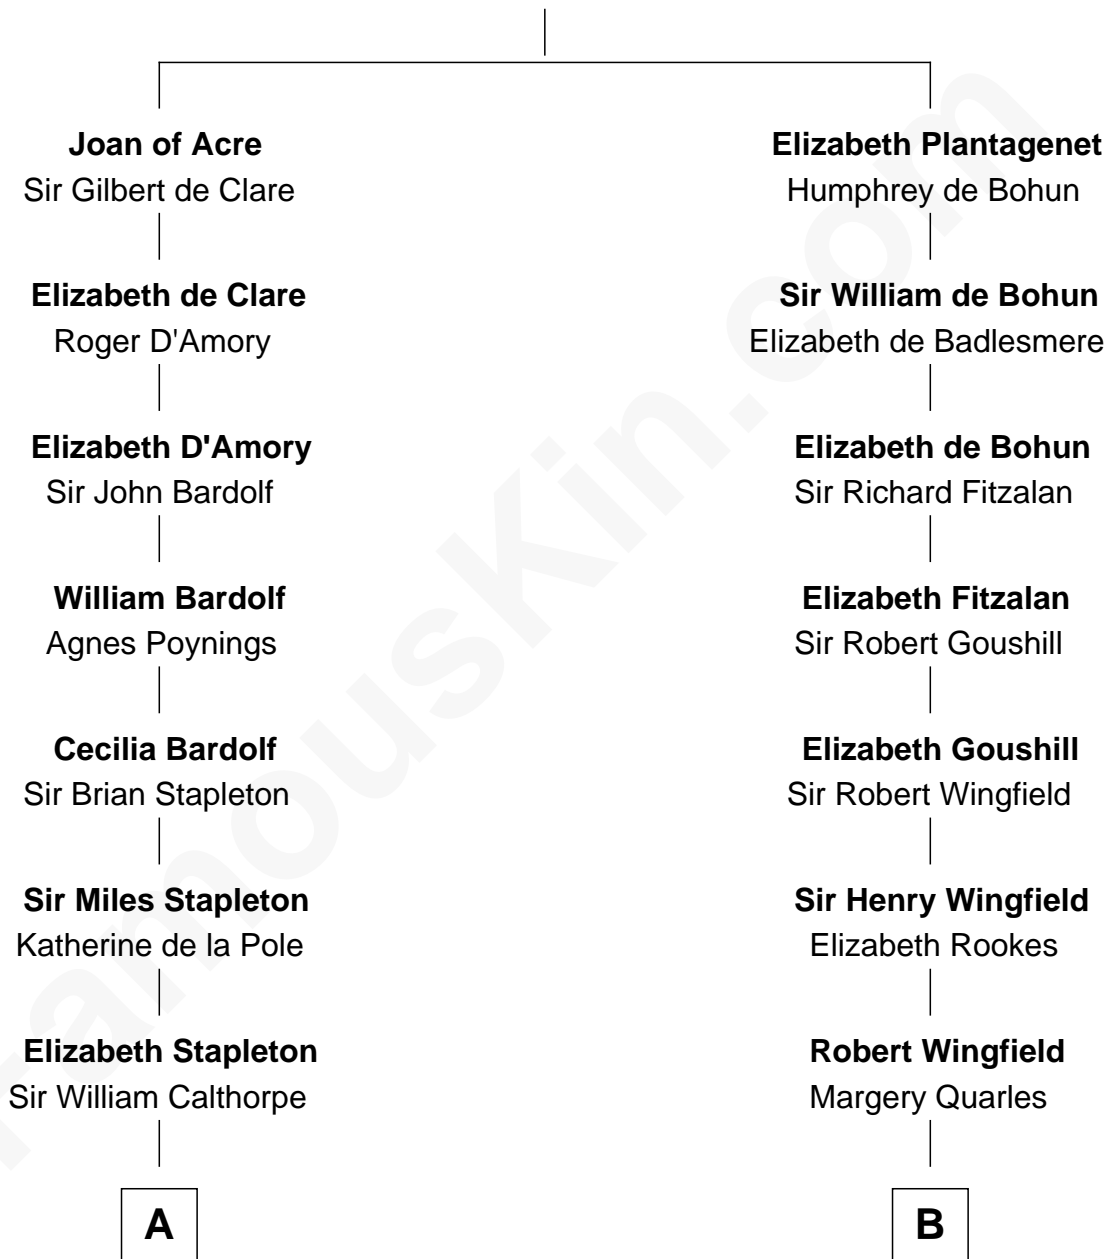 Joan of Acre
Sir Gilbert de Clare
Elizabeth de Clare
Roger D'Amory
Elizabeth D'Amory
Sir John Bardolf
William Bardolf
Agnes Poynings
Cecilia Bardolf
Sir Brian Stapleton
Sir Miles Stapleton
Katherine de la Pole
Elizabeth Stapleton
Sir William Calthorpe
A
Elizabeth Plantagenet
Humphrey de Bohun
Sir William de Bohun
Elizabeth de Badlesmere
Elizabeth de Bohun
Sir Richard Fitzalan
Elizabeth Fitzalan
Sir Robert Goushill
Elizabeth Goushill
Sir Robert Wingfield
Sir Henry Wingfield
Elizabeth Rookes
Robert Wingfield
Margery Quarles
B
FamousKin.com